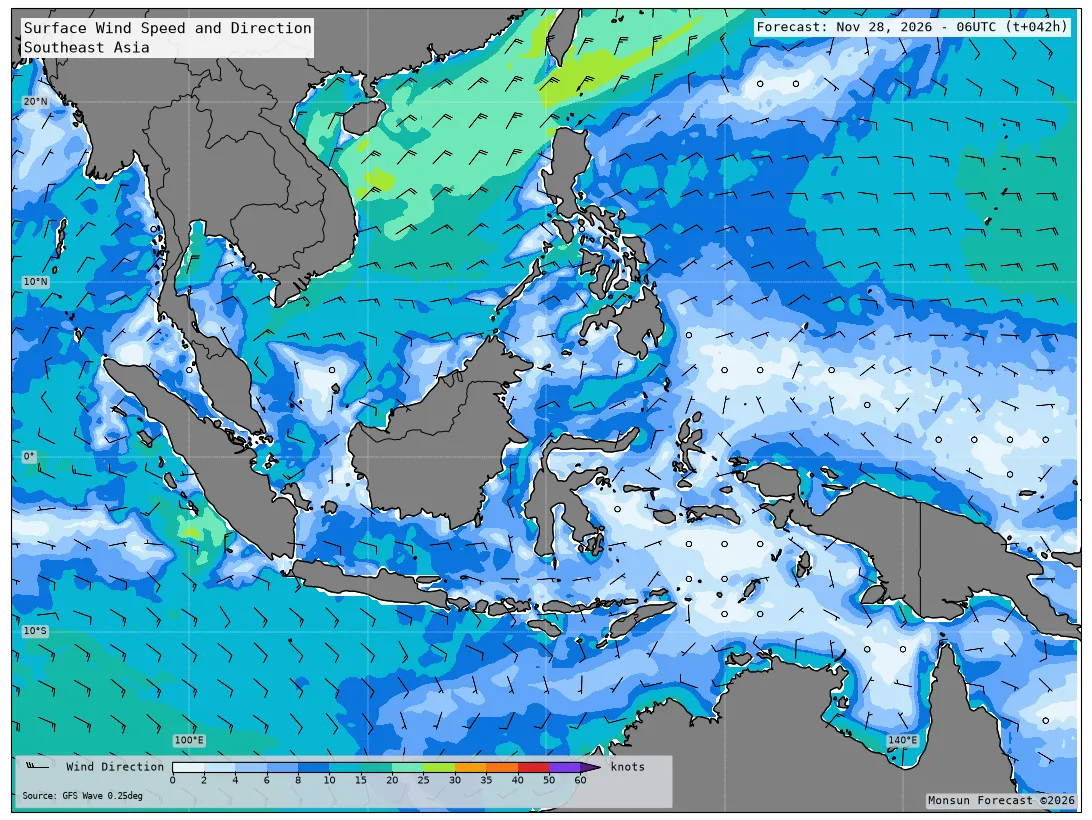 Surface Wind Speed and Direction
Southeast Asia
Forecast: Nov 28, 2026 - 06UTC (t+042h)
20°N
10°N
0°
10°S
100°E
140°E
Wind Direction
0 2 4 6 8 10 15 20 25 30 35 40 50 60
knots
Source: GFS Wave 0.25deg
Monsun Forecast ©2026